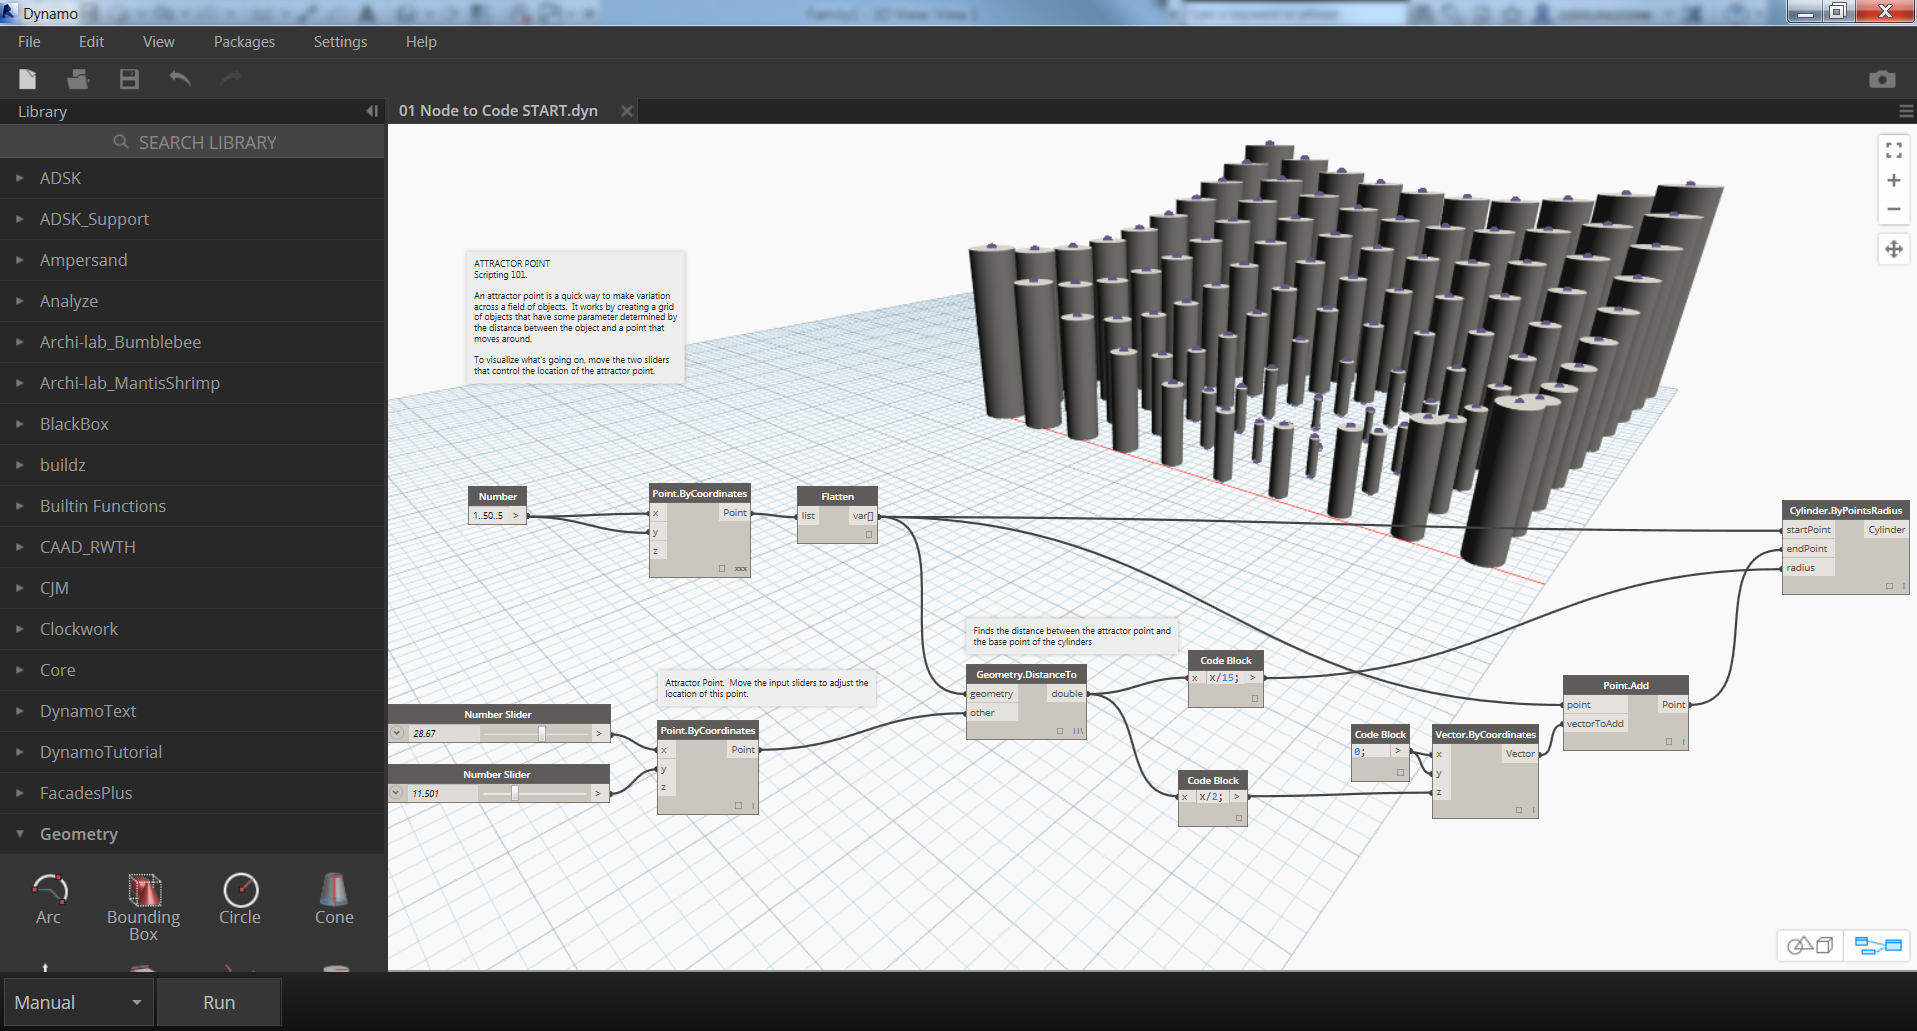 Dynamo
File Edit View Packages Settings Help
Library
01 Node to Code START.dyn
SEARCH LIBRARY
ADSK
ADSK_Support
Ampersand
Analyze
Archi-lab_Bumblebee
Archi-lab_MantisShrimp
BlackBox
buildz
Builtin Functions
CAAD_RWTH
CJM
Clockwork
Core
DynamoText
DynamoTutorial
FacadesPlus
Geometry
Arc
Bounding
Box
Circle
Cone
Manual
Run
ATTRACTOR POINT
Scripting 101.
An attractor point is a quick way to make variation
across a field of objects. It works by creating a grid
of objects that have some parameter determined by
the distance between the object and a point that
moves around.
To visualize what's going on, move the two sliders
that control the location of the attractor point.
Number
1..50..5 >
Point.ByCoordinates
x Point
y
z
xxx
Flatten
list var[]
Cylinder.ByPointsRadius
startPoint Cylinder
endPoint
radius
Finds the distance between the attractor point and
the base point of the cylinders
Geometry.DistanceTo
geometry double
other
Code Block
x x/15; >
Attractor Point. Move the input sliders to adjust the
location of this point.
Number Slider
28.67 >
Number Slider
11.501 >
Point.ByCoordinates
x Point
y
z
Code Block
x x/2; >
Code Block
0; >
Vector.ByCoordinates
x Vector
y
z
Point.Add
point Point
vectorToAdd